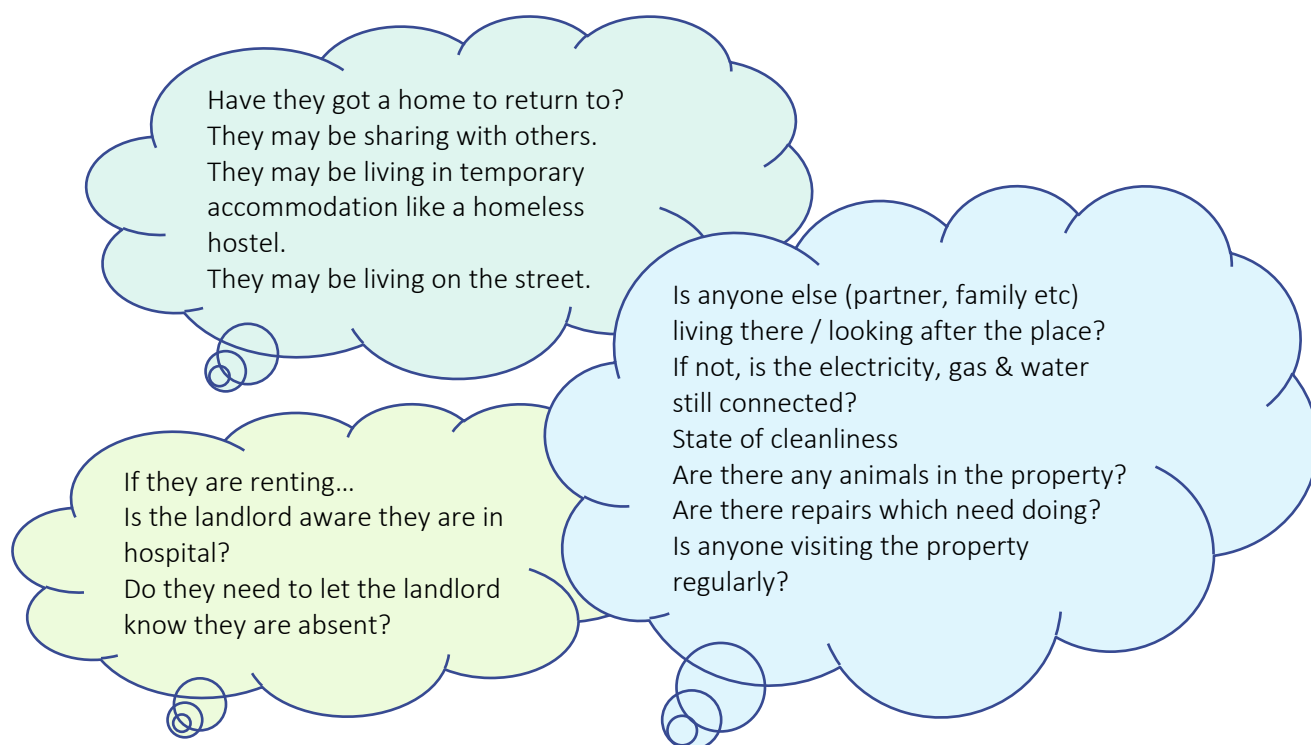 Have they got a home to return to?
They may be sharing with others.
They may be living in temporary
accommodation like a homeless
hostel.
They may be living on the street.
Is anyone else (partner, family etc)
living there / looking after the place?
If not, is the electricity, gas & water
still connected?
State of cleanliness
Are there any animals in the property?
Are there repairs which need doing?
Is anyone visiting the property
regularly?
If they are renting…
Is the landlord aware they are in
hospital?
Do they need to let the landlord
know they are absent?